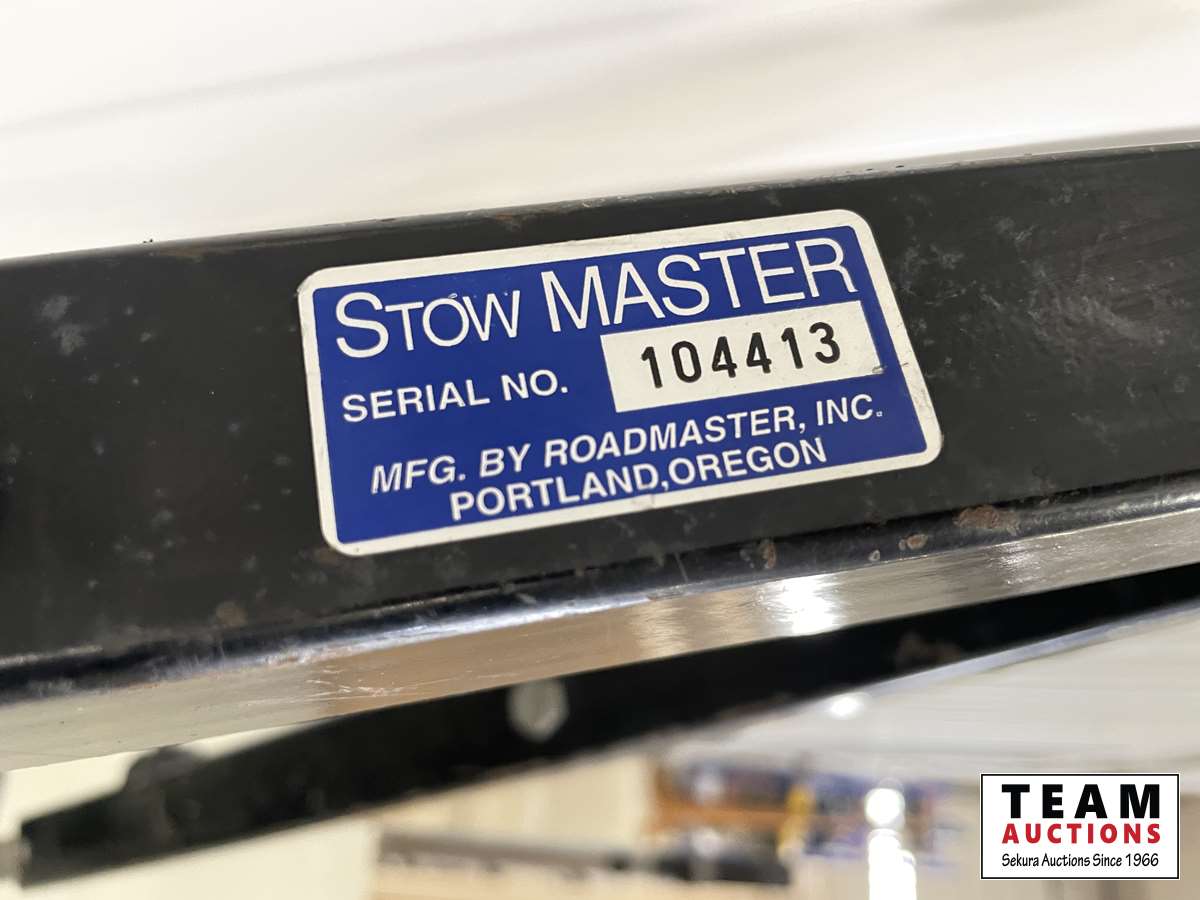 STOW MASTER
SERIAL NO. 104413
MFG. BY ROADMASTER, INC.
PORTLAND,OREGON
TEAM
AUCTIONS
Sekura Auctions Since 1966